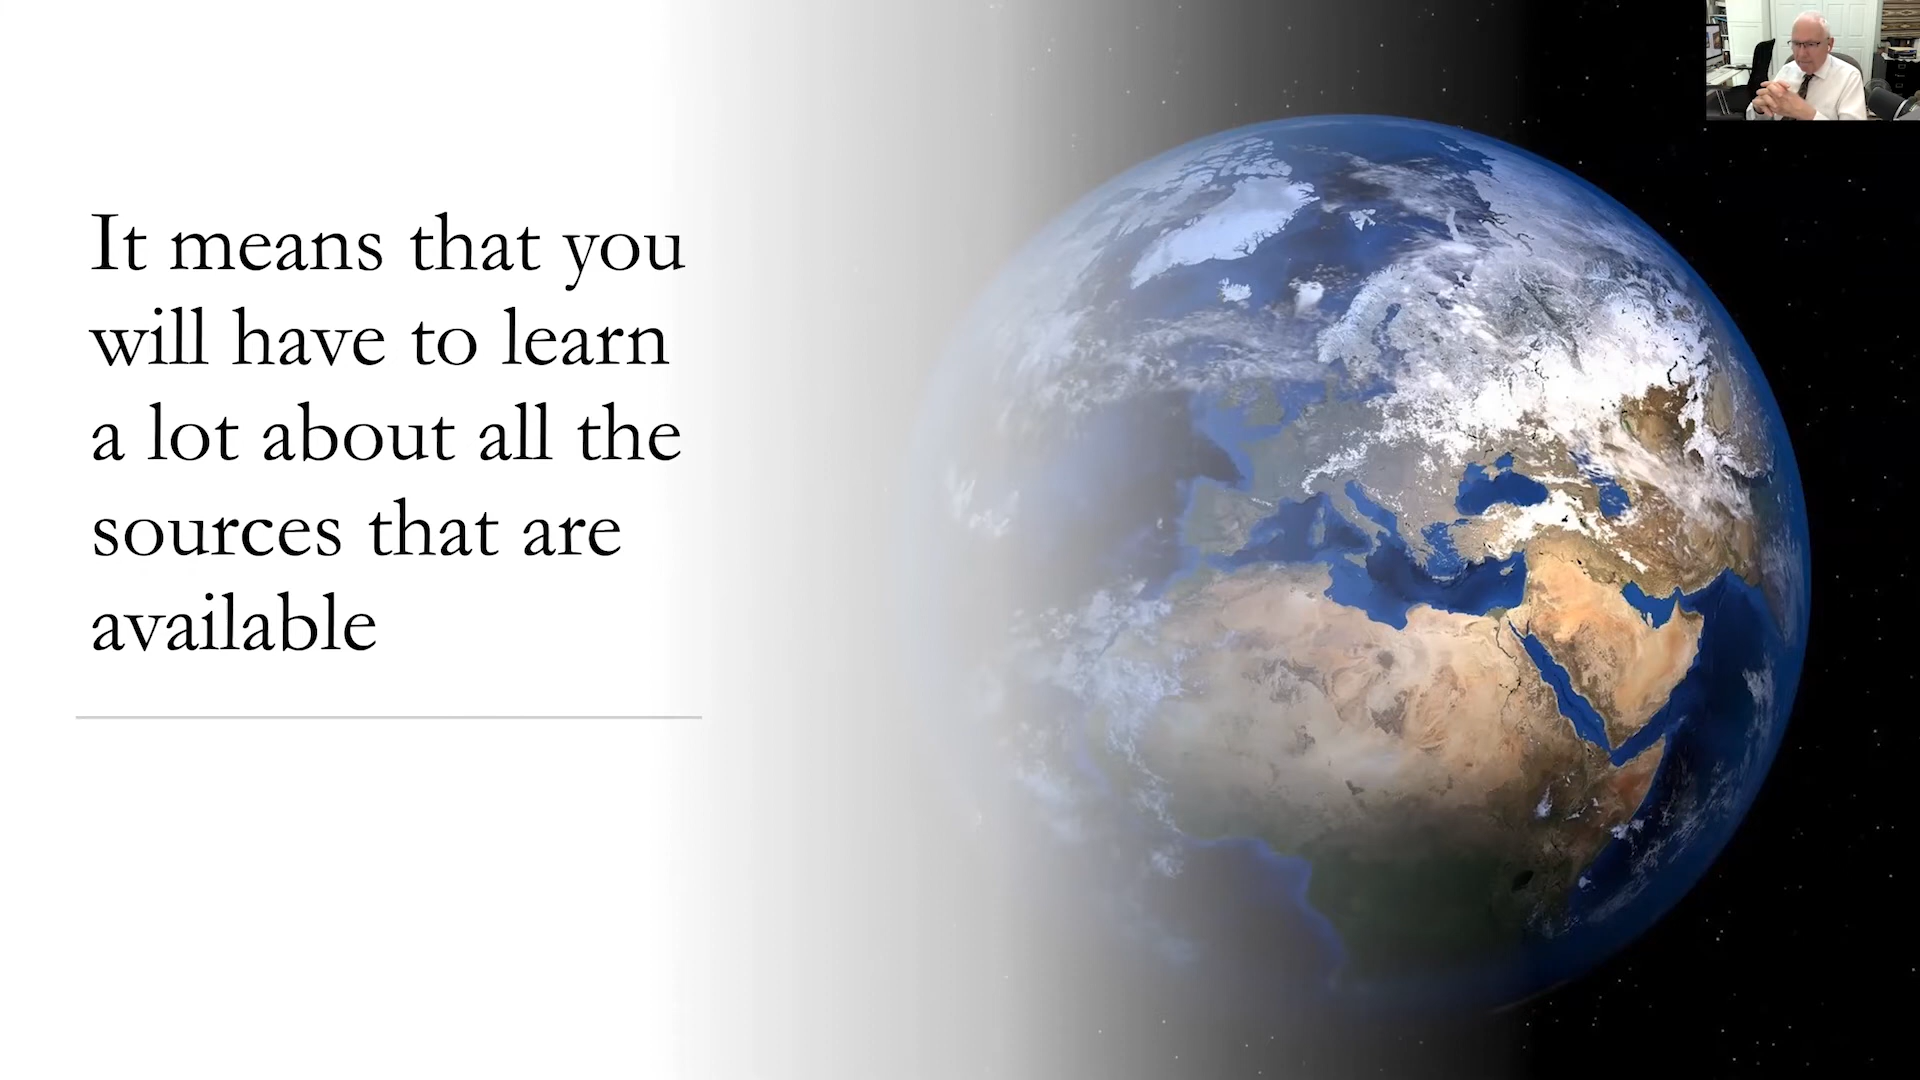 It means that you
will have to learn
a lot about all the
sources that are
available